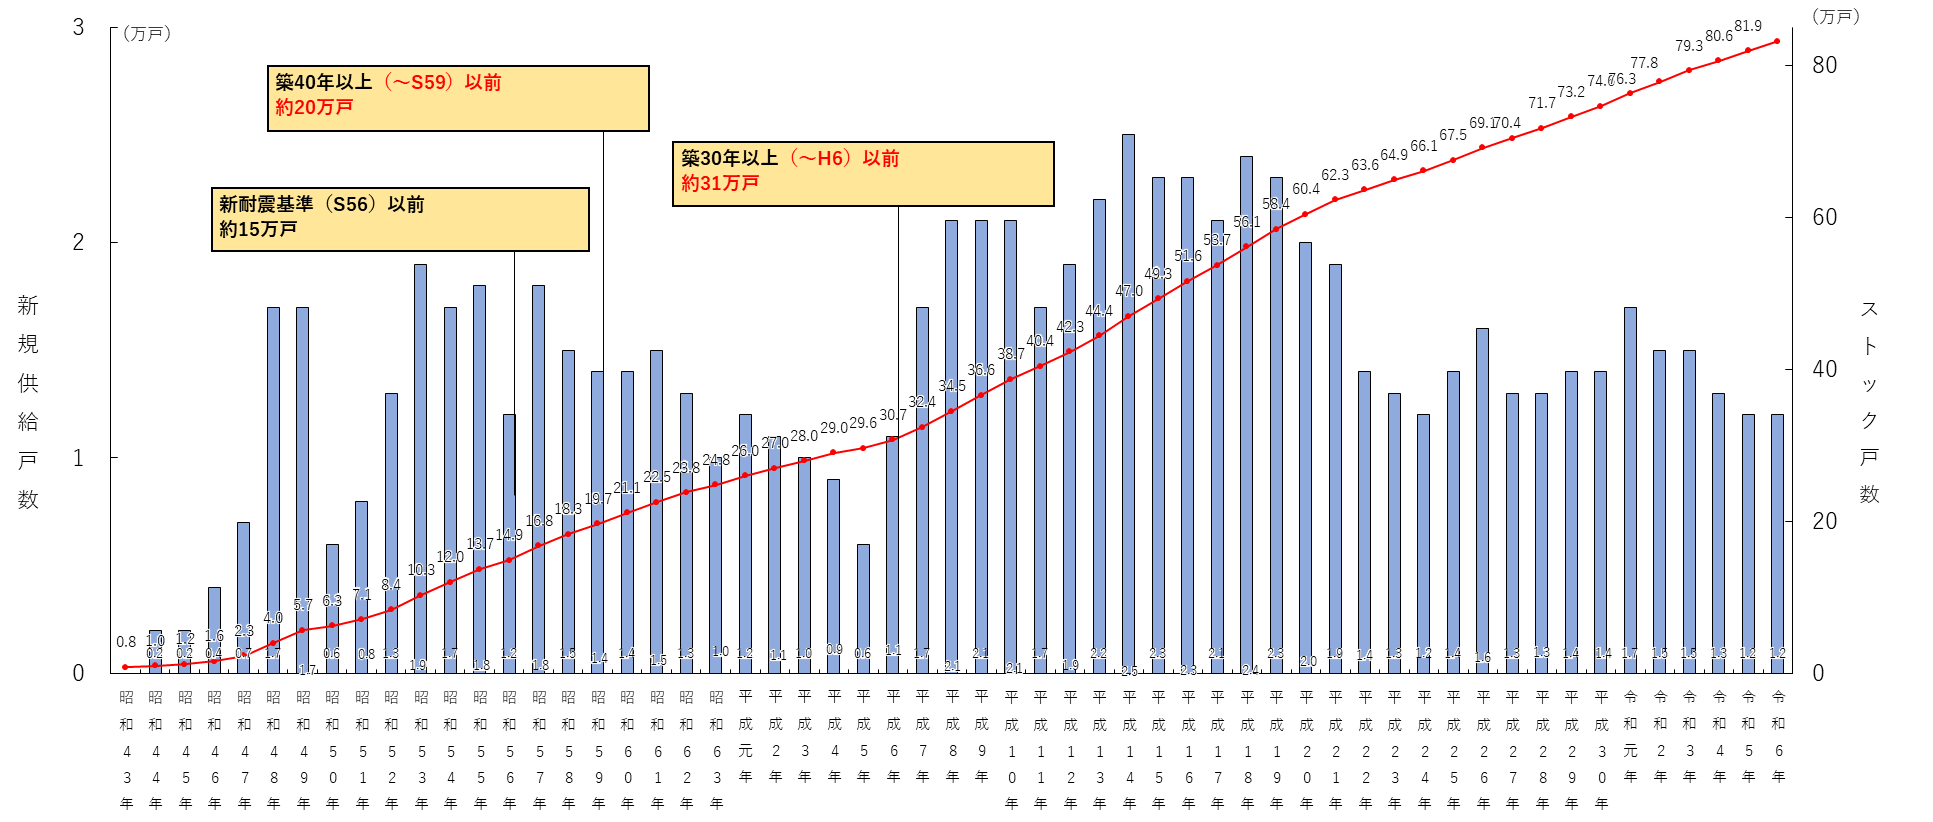 （万戸）
（万戸）
3
2
1
0
80
60
40
20
0
新規供給戸数
ストック戸数
築40年以上（～S59）以前
約20万戸
築30年以上（～H6）以前
約31万戸
新耐震基準（S56）以前
約15万戸
0.8 1.0 1.2 1.6 2.3 4.0 5.7 6.3 7.1 8.4 10.3 12.0 13.7 14.9 16.8 18.3 19.7 21.1 22.5 23.8 24.8 26.0 27.0 28.0 29.0 29.6 30.7 32.4 34.5 36.6 38.7 40.4 42.3 44.4 47.0 49.3 51.6 53.7 56.1 58.4 60.4 62.3 63.6 64.9 66.1 67.5 69.1 70.4 71.7 73.2 74.6 76.3 77.8 79.3 80.6 81.9
0.2 0.2 0.4 0.7 1.7 1.7 0.6 0.8 1.3 1.9 1.7 1.8 1.2 1.8 1.5 1.4 1.4 1.5 1.3 1.0 1.2 1.1 1.0 0.9 0.6 1.1 1.7 2.1 2.1 2.1 1.7 1.9 2.2 2.5 2.3 2.3 2.1 2.4 2.3 2.0 1.9 1.4 1.3 1.2 1.4 1.6 1.3 1.3 1.4 1.4 1.7 1.5 1.5 1.3 1.2 1.2
昭和43年
昭和44年
昭和45年
昭和46年
昭和47年
昭和48年
昭和49年
昭和50年
昭和51年
昭和52年
昭和53年
昭和54年
昭和55年
昭和56年
昭和57年
昭和58年
昭和59年
昭和60年
昭和61年
昭和62年
昭和63年
平成元年
平成2年
平成3年
平成4年
平成5年
平成6年
平成7年
平成8年
平成9年
平成10年
平成11年
平成12年
平成13年
平成14年
平成15年
平成16年
平成17年
平成18年
平成19年
平成20年
平成21年
平成22年
平成23年
平成24年
平成25年
平成26年
平成27年
平成28年
平成29年
平成30年
令和元年
令和2年
令和3年
令和4年
令和5年
令和6年